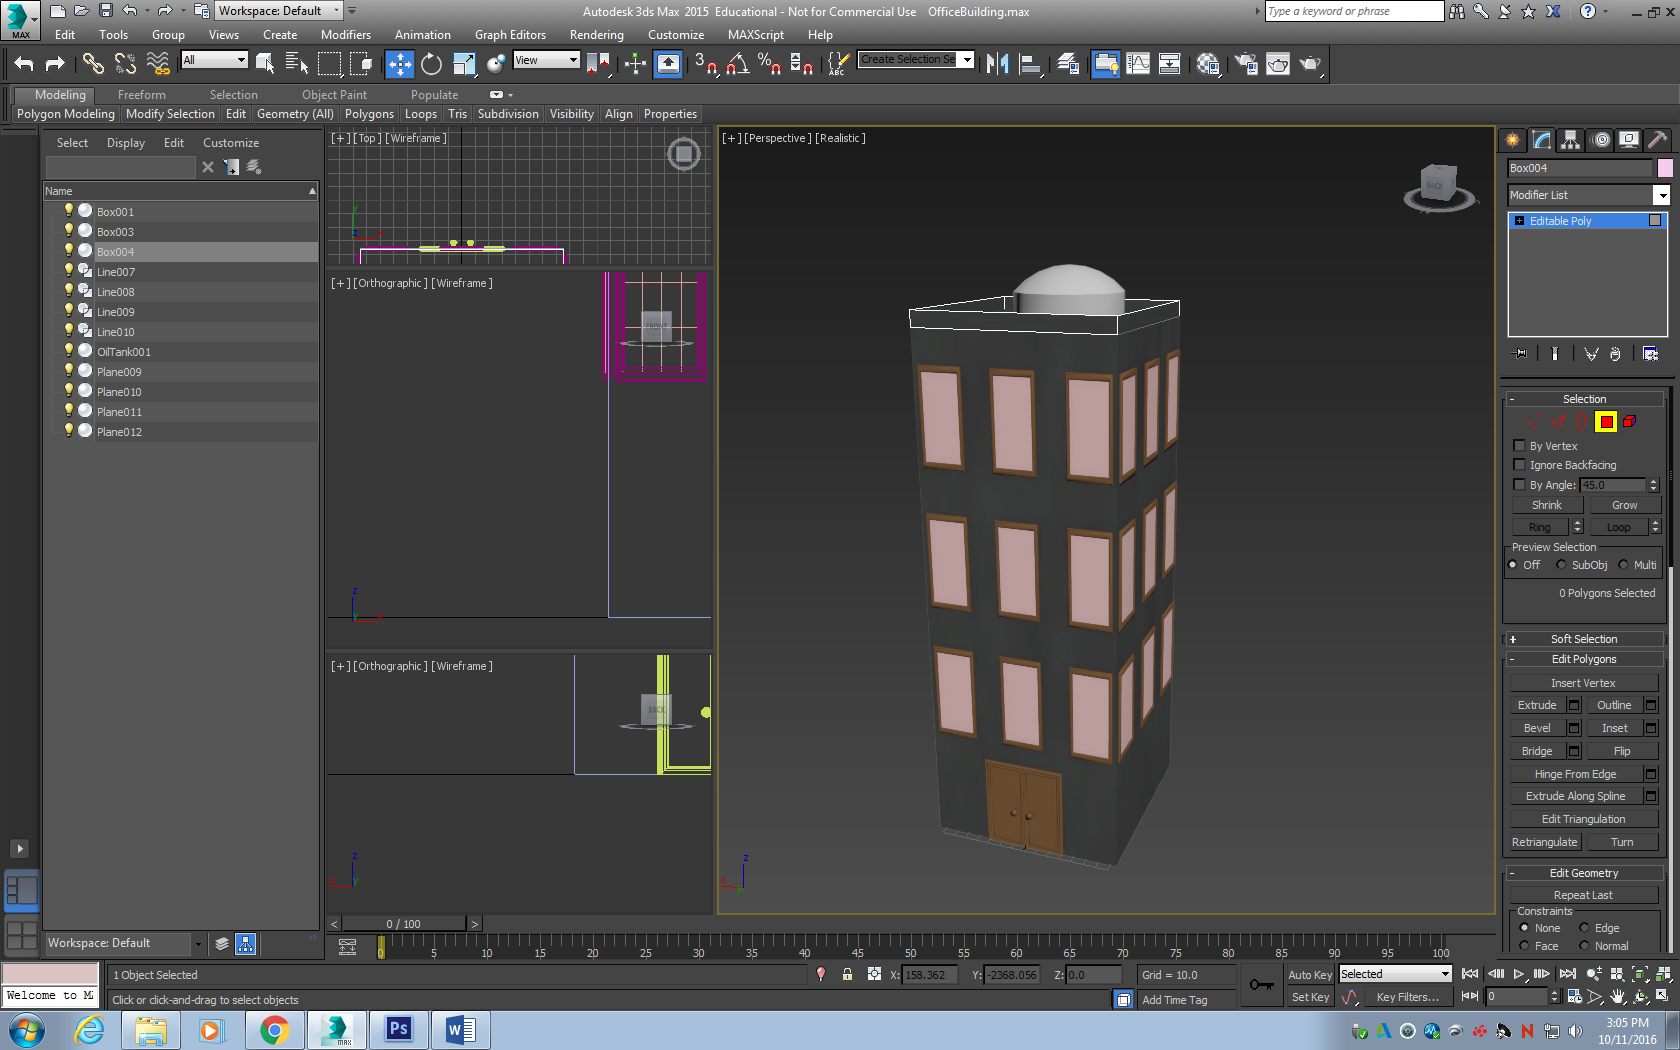 Workspace: Default
Autodesk 3ds Max 2015 Educational - Not for Commercial Use OfficeBuilding.max
Type a keyword or phrase
MAX
Edit Tools Group Views Create Modifiers Animation Graph Editors Rendering Customize MAXScript Help
All
View
Create Selection Se
Modeling Freeform Selection Object Paint Populate
Polygon Modeling Modify Selection Edit Geometry (All) Polygons Loops Tris Subdivision Visibility Align Properties
Select Display Edit Customize
Name
Box001
Box003
Box004
Line007
Line008
Line009
Line010
OilTank001
Plane009
Plane010
Plane011
Plane012
Workspace: Default
[+] [Top] [Wireframe]
[+] [Orthographic] [Wireframe]
FRONT
[+] [Orthographic] [Wireframe]
BACK
[+] [Perspective] [Realistic]
BACK
Box004
Modifier List
Editable Poly
- Selection
By Vertex
Ignore Backfacing
By Angle: 45.0
Shrink Grow
Ring Loop
Preview Selection
Off SubObj Multi
0 Polygons Selected
+ Soft Selection
- Edit Polygons
Insert Vertex
Extrude Outline
Bevel Inset
Bridge Flip
Hinge From Edge
Extrude Along Spline
Edit Triangulation
Retriangulate Turn
- Edit Geometry
Repeat Last
Constraints
None Edge
Face Normal
< 0 / 100 >
0 5 10 15 20 25 30 35 40 45 50 55 60 65 70 75 80 85 90 95 100
1 Object Selected
X: 158.362 Y: -2368.056 Z: 0.0 Grid = 10.0
Auto Key Selected
Welcome to M
Click or click-and-drag to select objects
Add Time Tag
Set Key Key Filters... 0
3:05 PM
10/11/2016